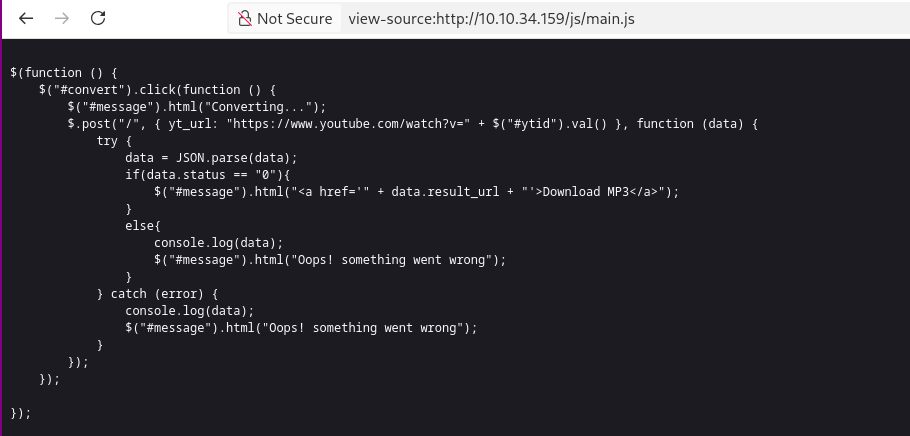 Not Secure view-source:http://10.10.34.159/js/main.js
$(function () {
    $("#convert").click(function () {
        $("#message").html("Converting...");
        $.post("/", { yt_url: "https://www.youtube.com/watch?v=" + $("#ytid").val() }, function (data) {
            try {
                data = JSON.parse(data);
                if(data.status == "0"){
                    $("#message").html("<a href='" + data.result_url + "'>Download MP3</a>");
                }
                else{
                    console.log(data);
                    $("#message").html("Oops! something went wrong");
                }
            } catch (error) {
                console.log(data);
                $("#message").html("Oops! something went wrong");
            }
        });
    });
});